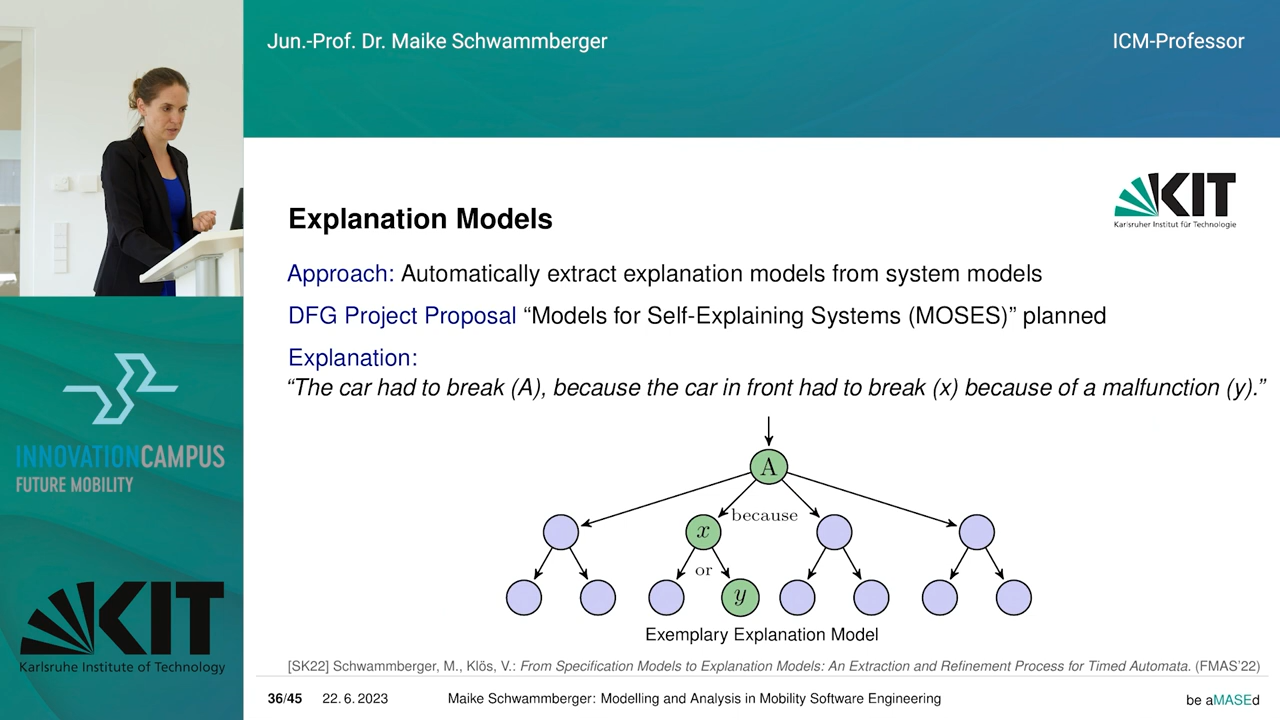 Jun.-Prof. Dr. Maike Schwammberger
ICM-Professor
KIT
Karlsruher Institut für Technologie
Explanation Models
Approach: Automatically extract explanation models from system models
DFG Project Proposal “Models for Self-Explaining Systems (MOSES)” planned
Explanation:
“The car had to break (A), because the car in front had to break (x) because of a malfunction (y).”
A
because
x
or
y
Exemplary Explanation Model
[SK22] Schwammberger, M., Klös, V.: From Specification Models to Explanation Models: An Extraction and Refinement Process for Timed Automata. (FMAS’22)
36/45 22. 6. 2023 Maike Schwammberger: Modelling and Analysis in Mobility Software Engineering be aMASEd
INNOVATIONCAMPUS
FUTURE MOBILITY
KIT
Karlsruhe Institute of Technology